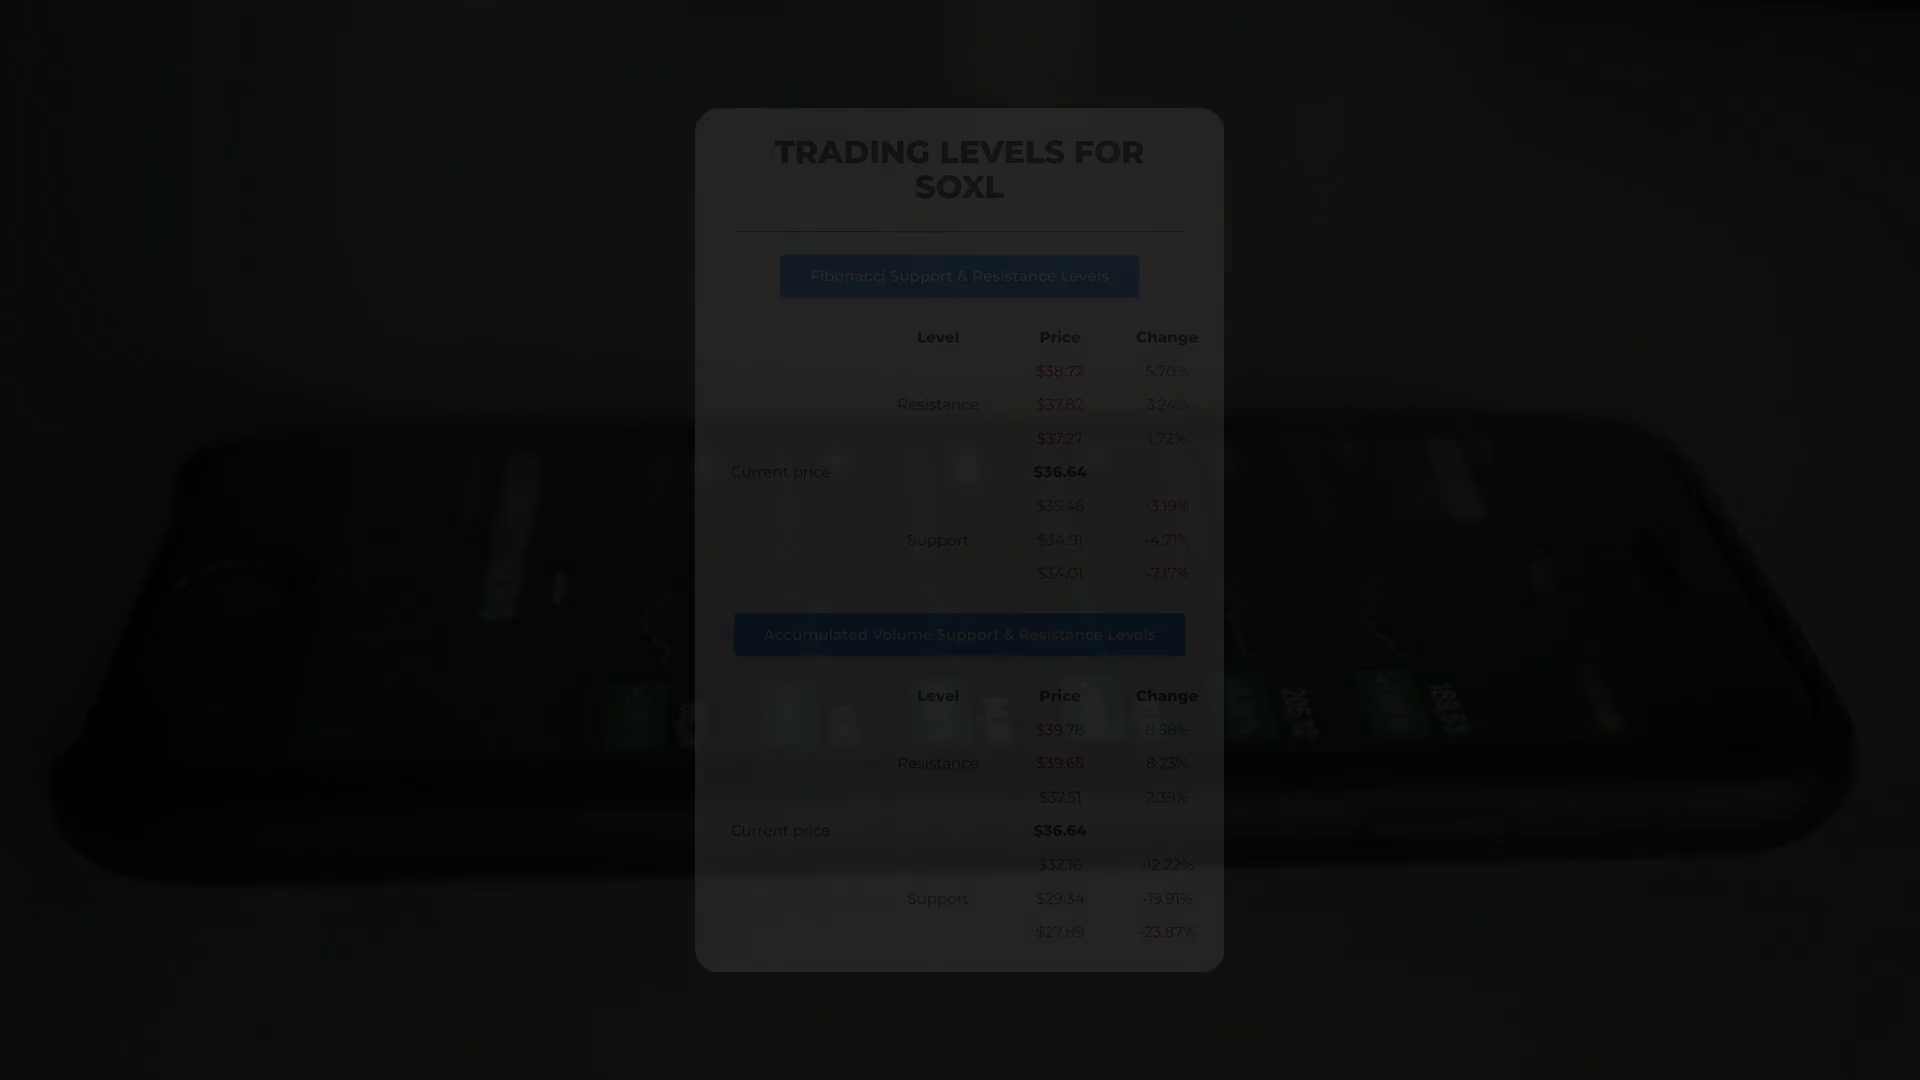 TRADING LEVELS FOR
SOXL
Fibonacci Support & Resistance Levels
Level Price Change
$38.72 5.70%
Resistance $37.82 3.24%
$37.27 1.72%
Current price $36.64
$35.46 -3.19%
Support $34.91 -4.71%
$34.01 -7.17%
Accumulated Volume Support & Resistance Levels
Level Price Change
$39.78 8.58%
Resistance $39.65 8.23%
$37.51 2.39%
Current price $36.64
$32.16 -12.22%
Support $29.34 -19.91%
$27.89 -23.87%